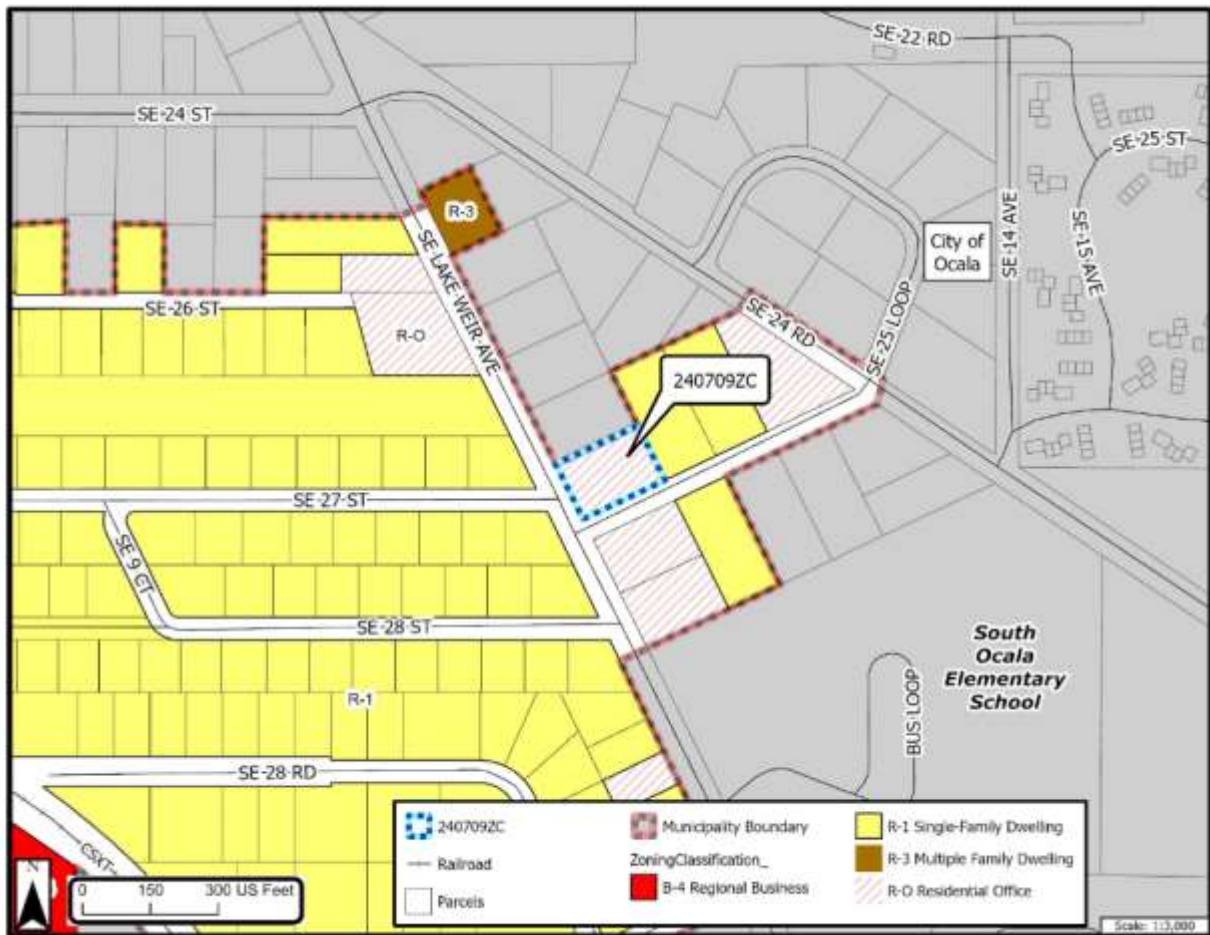 SE 22 RD
SE 24 ST
SE 25 ST
R-3
City of
Ocala
SE 14 AVE
SE 15 AVE
SE LAKE WEIR AVE
SE 26 ST
R-O
SE 24 RD
SE 25 LOOP
240709ZC
SE 27 ST
SE 9 CT
SE 28 ST
South
Ocala
Elementary
School
R-1
BUS LOOP
SE 28 RD
CSXT
N
0 150 300 US Feet
240709ZC
Railroad
Parcels
Municipality Boundary
ZoningClassification_
B-4 Regional Business
R-1 Single-Family Dwelling
R-3 Multiple Family Dwelling
R-O Residential Office
Scale: 1:3,000